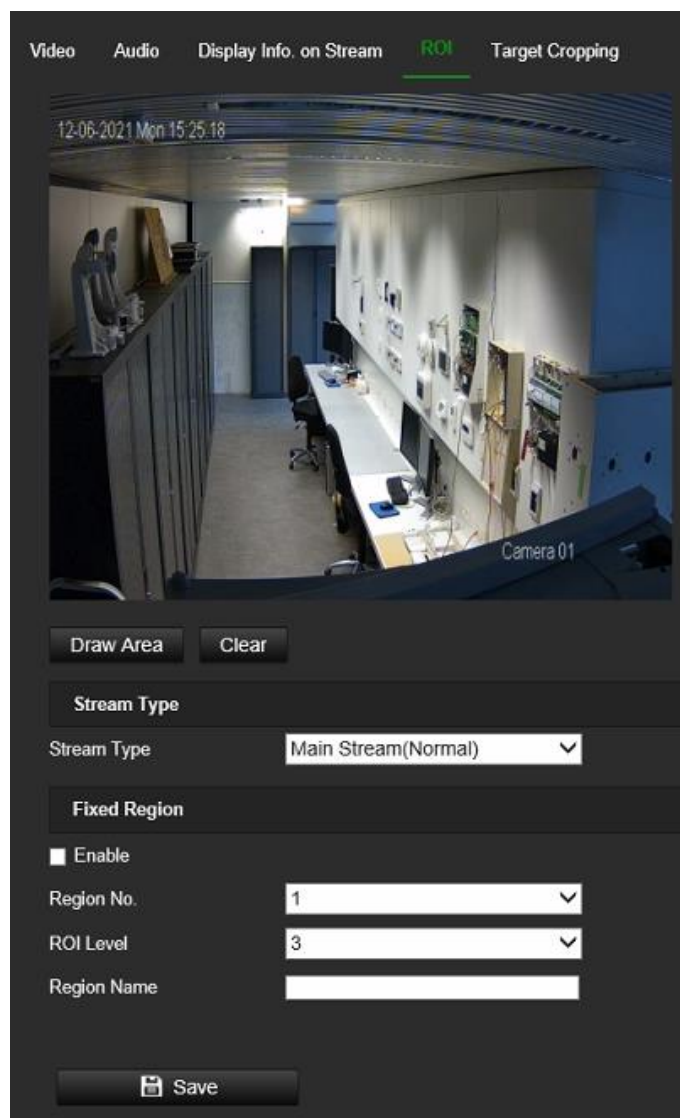 Video Audio Display Info. on Stream ROI Target Cropping
12-06-2021 Mon 15:25:18
Camera 01
Draw Area Clear
Stream Type
Stream Type Main Stream(Normal)
Fixed Region
Enable
Region No. 1
ROI Level 3
Region Name
Save